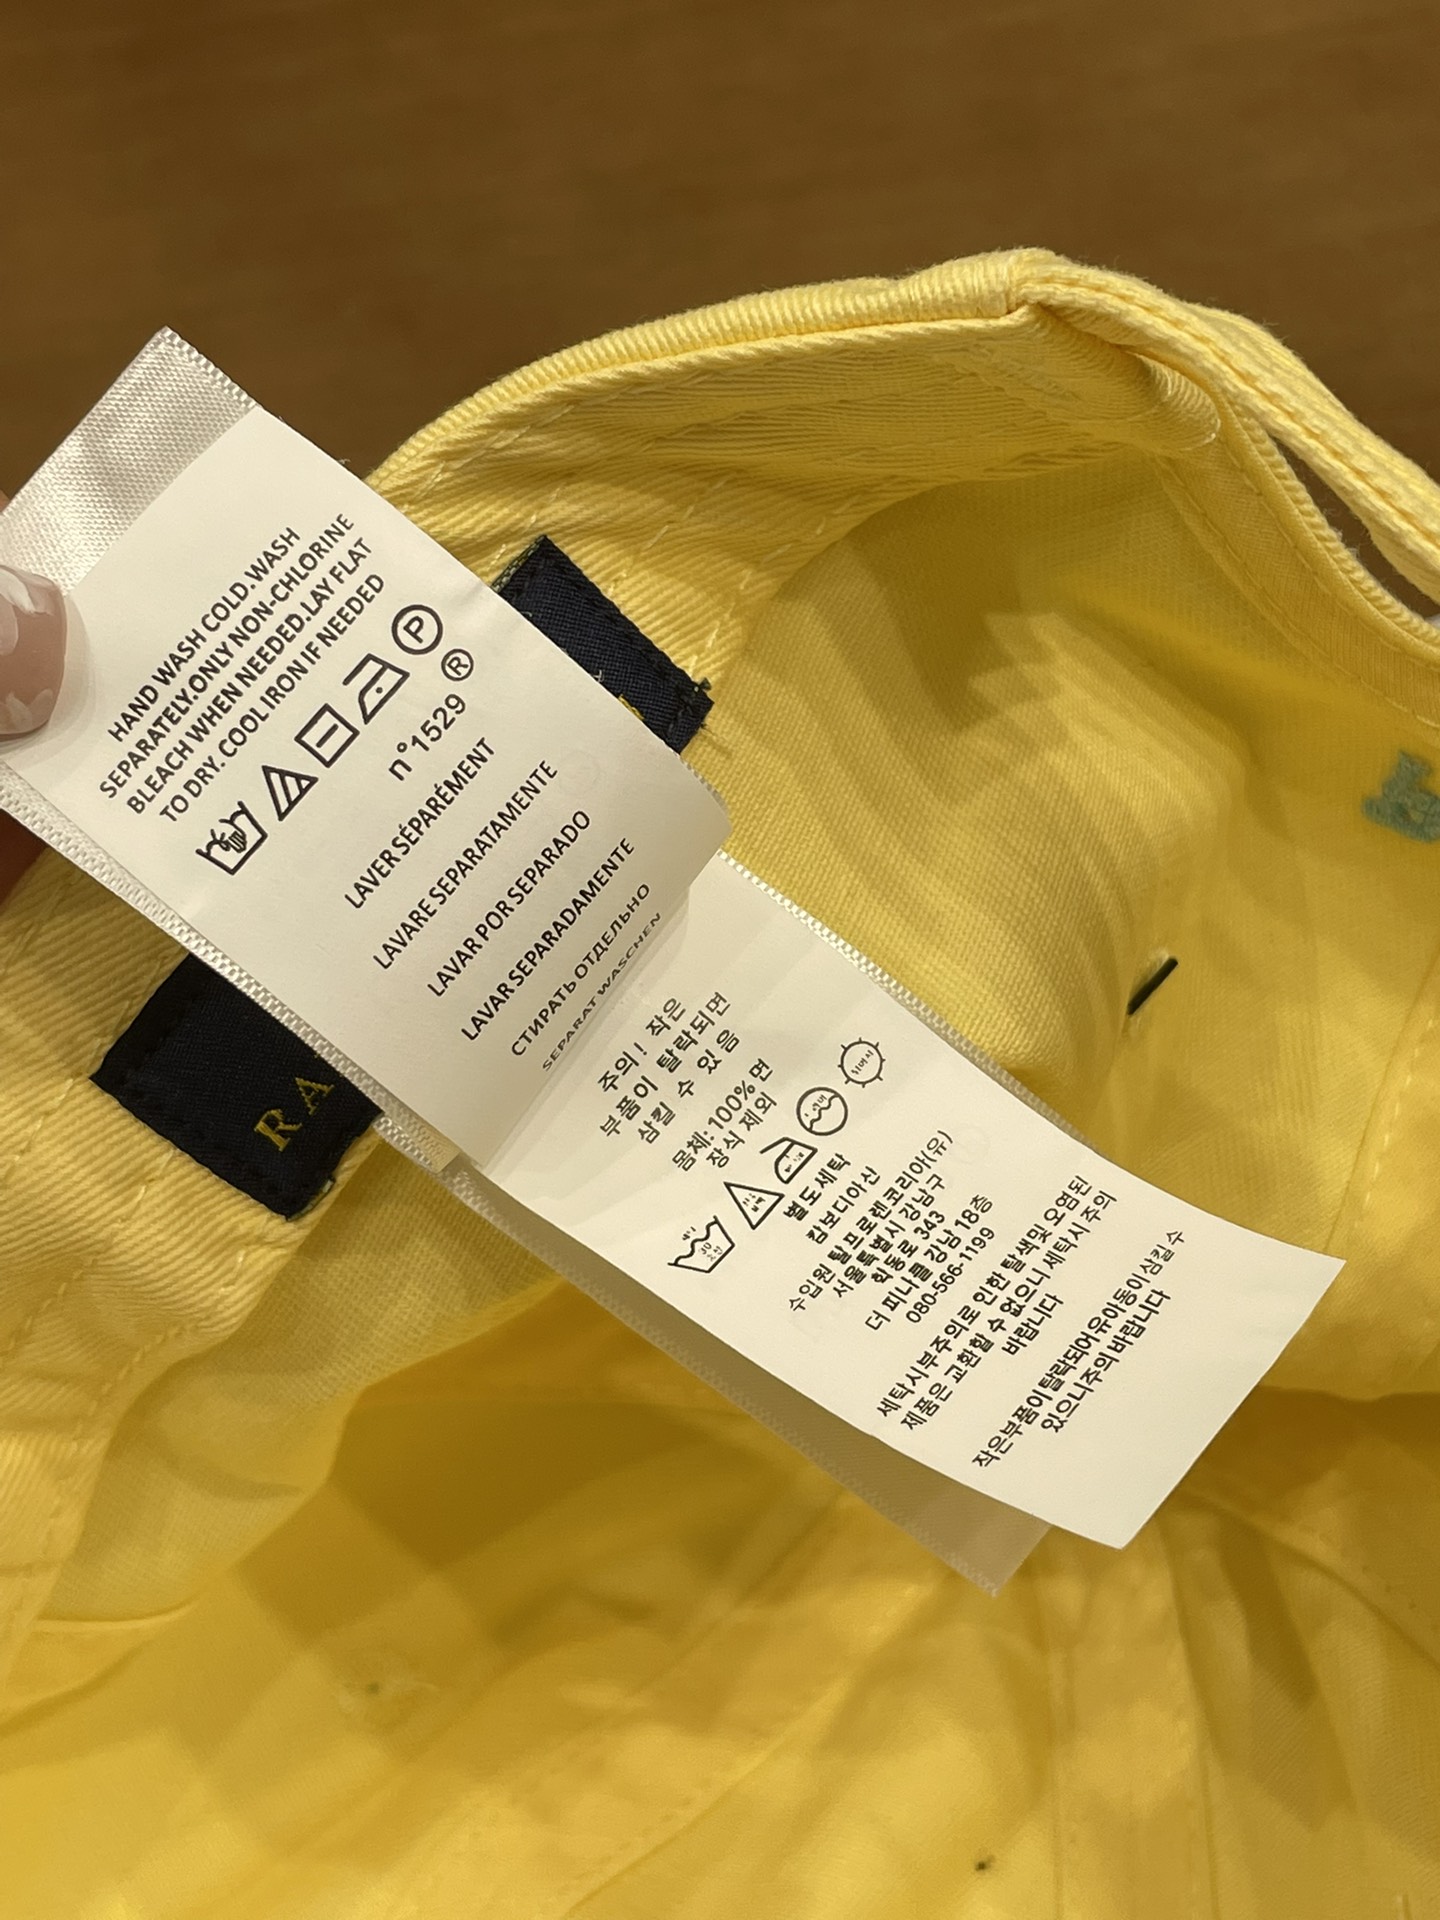 HAND WASH COLD.WASH
SEPARATELY.ONLY NON-CHLORINE
BLEACH WHEN NEEDED.LAY FLAT
TO DRY. COOL IRON IF NEEDED
P
n°1529 ®
LAVER SÉPARÉMENT
LAVARE SEPARATAMENTE
LAVAR POR SEPARADO
LAVAR SEPARADAMENTE
СТИРАТЬ ОТДЕЛЬНО
SEPARAT WASCHEN
RA
주의! 작은
부품이 탈락되면
삼킬 수 있음
몸체: 100% 면
장식 제외
별도세탁
캄보디아산
수입원 랄프로렌코리아(유)
서울특별시 강남구
학동로 343
더 피나클 강남 18층
080-566-1199
세탁시부주의로 인한 탈색및 오염된
제품은 교환할 수 없으니 세탁시 주의
바랍니다
작은부품이 탈락되어 유아동이 삼킬 수
있으니 주의 바랍니다